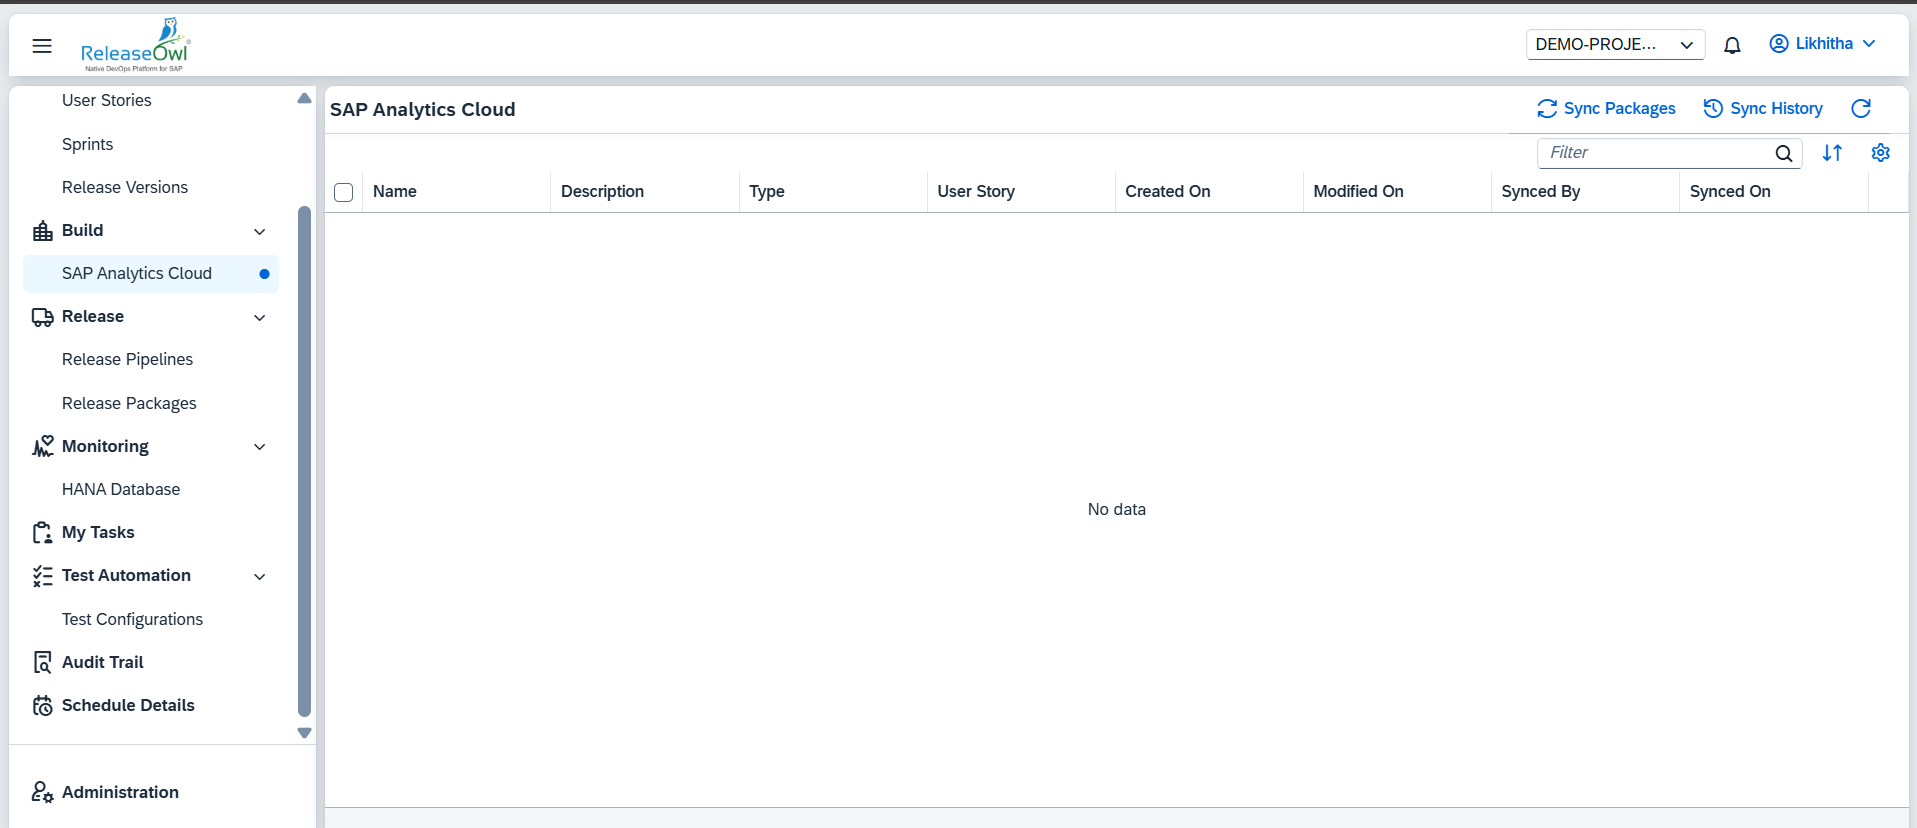 ReleaseOwl
Native DevOps Platform for SAP
DEMO-PROJE...
Likhitha
User Stories
Sprints
Release Versions
Build
SAP Analytics Cloud
Release
Release Pipelines
Release Packages
Monitoring
HANA Database
My Tasks
Test Automation
Test Configurations
Audit Trail
Schedule Details
Administration
SAP Analytics Cloud
Sync Packages
Sync History
Filter
Name Description Type User Story Created On Modified On Synced By Synced On
No data